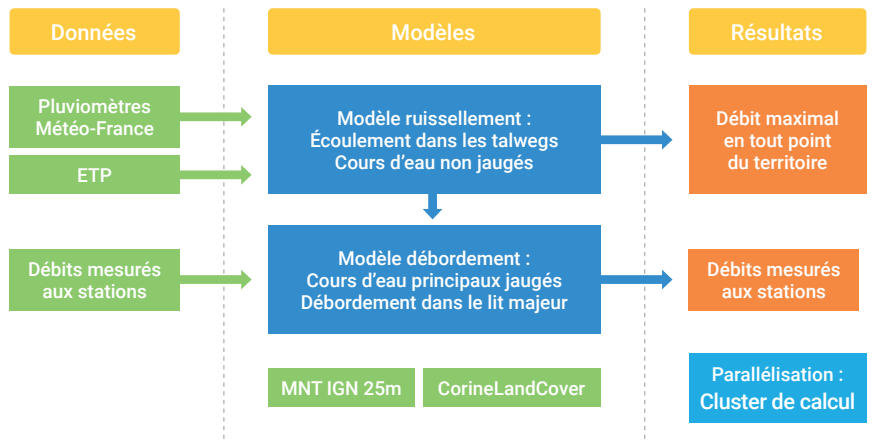 Données
Modèles
Résultats
Pluviomètres
Météo-France
ETP
Débits mesurés
aux stations
Modèle ruissellement :
Écoulement dans les talwegs
Cours d'eau non jaugés
Modèle débordement :
Cours d'eau principaux jaugés
Débordement dans le lit majeur
MNT IGN 25m
CorineLandCover
Débit maximal
en tout point
du territoire
Débits mesurés
aux stations
Parallélisation :
Cluster de calcul